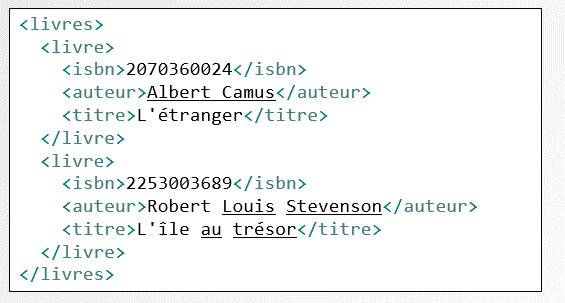 <livres>
<livre>
<isbn>2070360024</isbn>
<auteur>Albert Camus</auteur>
<titre>L'étranger</titre>
</livre>
<livre>
<isbn>2253003689</isbn>
<auteur>Robert Louis Stevenson</auteur>
<titre>L'île au trésor</titre>
</livre>
</livres>